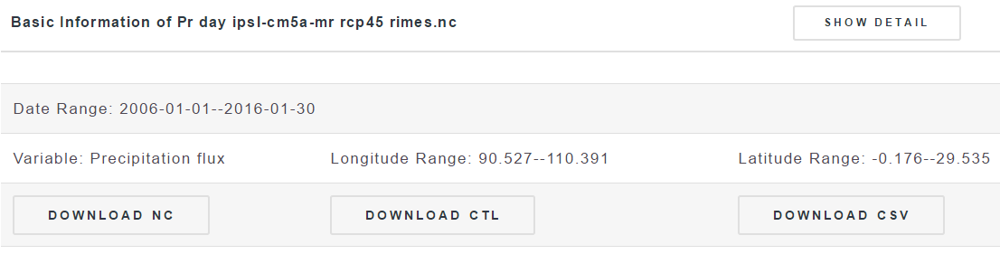 Basic Information of Pr day ipsl-cm5a-mr rcp45 rimes.nc SHOW DETAIL
Date Range: 2006-01-01--2016-01-30
Variable: Precipitation flux Longitude Range: 90.527--110.391 Latitude Range: -0.176--29.535
DOWNLOAD NC DOWNLOAD CTL DOWNLOAD CSV